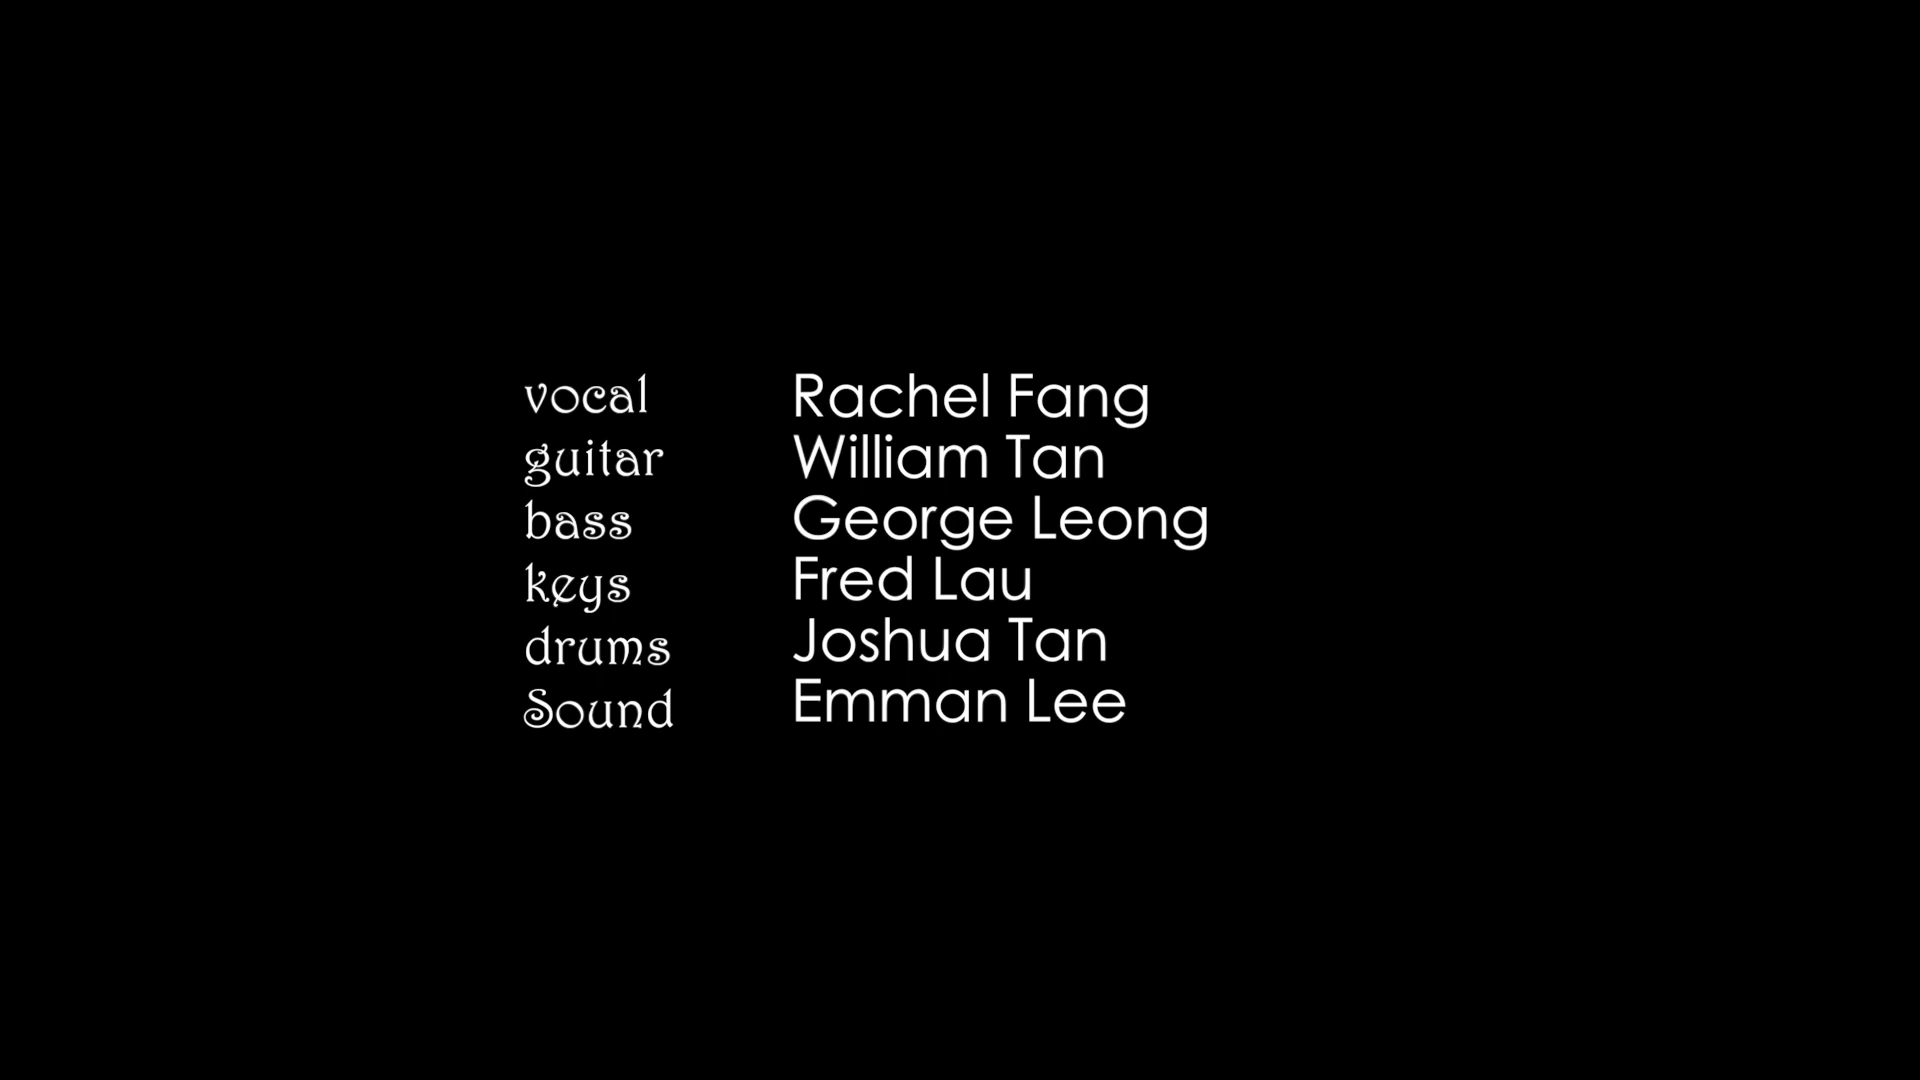 vocal Rachel Fang
guitar William Tan
bass George Leong
keys Fred Lau
drums Joshua Tan
Sound Emman Lee